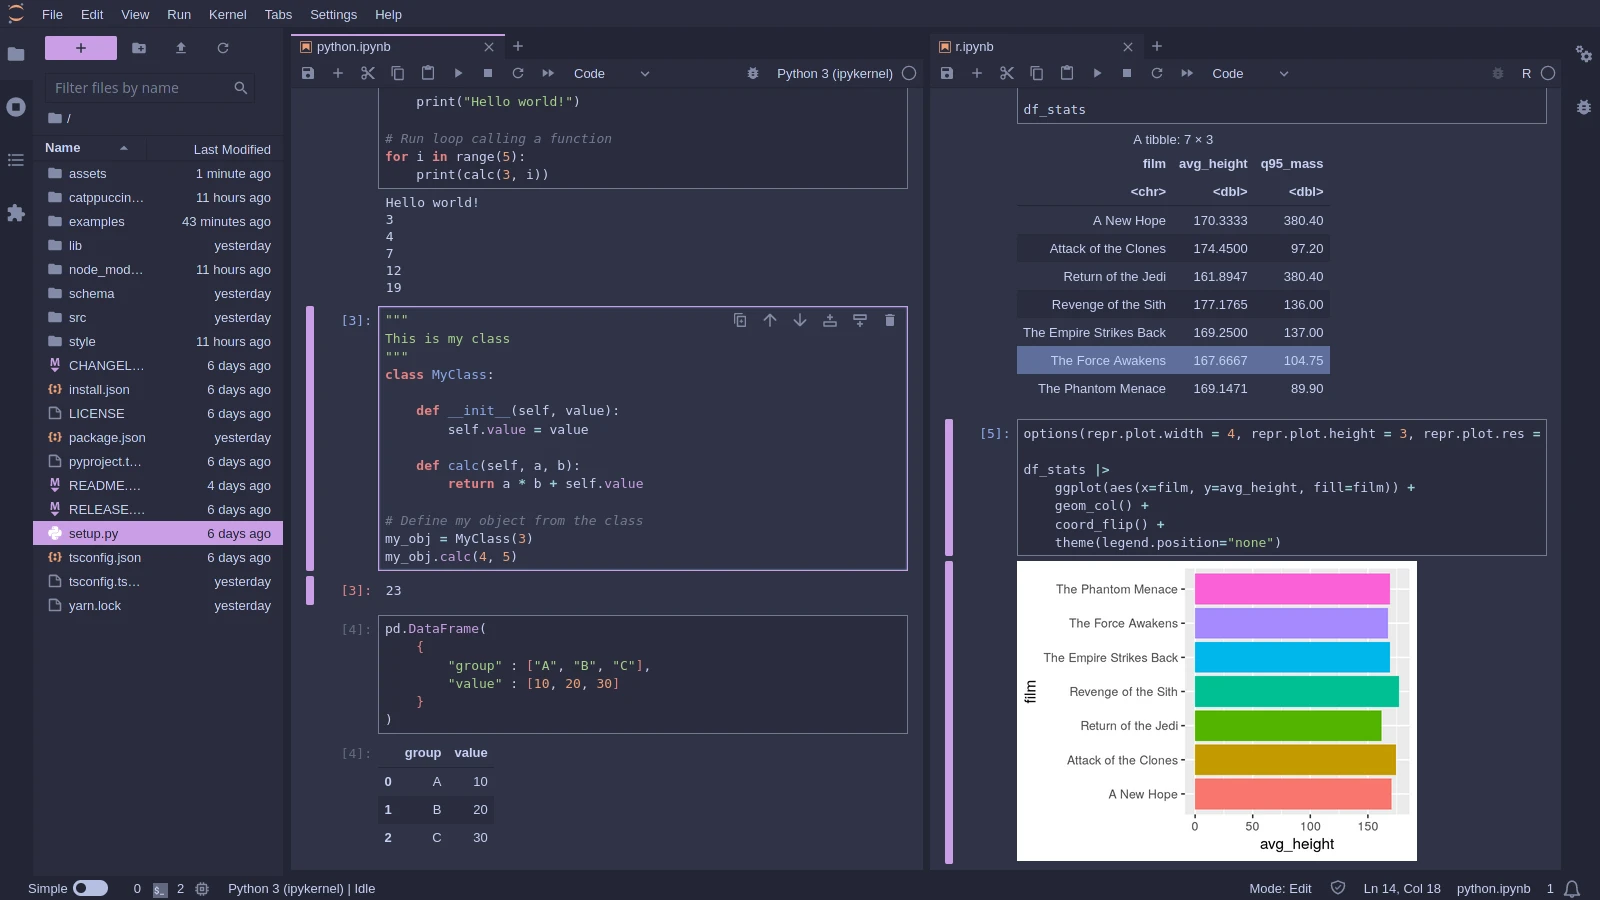 File Edit View Run Kernel Tabs Settings Help
+
Filter files by name
/
Name Last Modified
assets 1 minute ago
catppuccin… 11 hours ago
examples 43 minutes ago
lib yesterday
node_mod… 11 hours ago
schema yesterday
src yesterday
style 11 hours ago
CHANGEL… 6 days ago
install.json 6 days ago
LICENSE 6 days ago
package.json yesterday
pyproject.t… 6 days ago
README.… 4 days ago
RELEASE.… 6 days ago
setup.py 6 days ago
tsconfig.json 6 days ago
tsconfig.ts… yesterday
yarn.lock yesterday
python.ipynb
Code Python 3 (ipykernel)
print("Hello world!")
# Run loop calling a function
for i in range(5):
print(calc(3, i))
Hello world!
3
4
7
12
19
[3]: """
This is my class
"""
class MyClass:
def __init__(self, value):
self.value = value
def calc(self, a, b):
return a * b + self.value
# Define my object from the class
my_obj = MyClass(3)
my_obj.calc(4, 5)
[3]: 23
[4]: pd.DataFrame(
{
"group" : ["A", "B", "C"],
"value" : [10, 20, 30]
}
)
[4]: group value
0 A 10
1 B 20
2 C 30
r.ipynb
Code R
df_stats
A tibble: 7 × 3
film avg_height q95_mass
<chr> <dbl> <dbl>
A New Hope 170.3333 380.40
Attack of the Clones 174.4500 97.20
Return of the Jedi 161.8947 380.40
Revenge of the Sith 177.1765 136.00
The Empire Strikes Back 169.2500 137.00
The Force Awakens 167.6667 104.75
The Phantom Menace 169.1471 89.90
[5]: options(repr.plot.width = 4, repr.plot.height = 3, repr.plot.res =
df_stats |>
ggplot(aes(x=film, y=avg_height, fill=film)) +
geom_col() +
coord_flip() +
theme(legend.position="none")
The Phantom Menace
The Force Awakens
The Empire Strikes Back
Revenge of the Sith
Return of the Jedi
Attack of the Clones
A New Hope
film
0 50 100 150
avg_height
Simple 0 $_ 2 Python 3 (ipykernel) | Idle Mode: Edit Ln 14, Col 18 python.ipynb 1